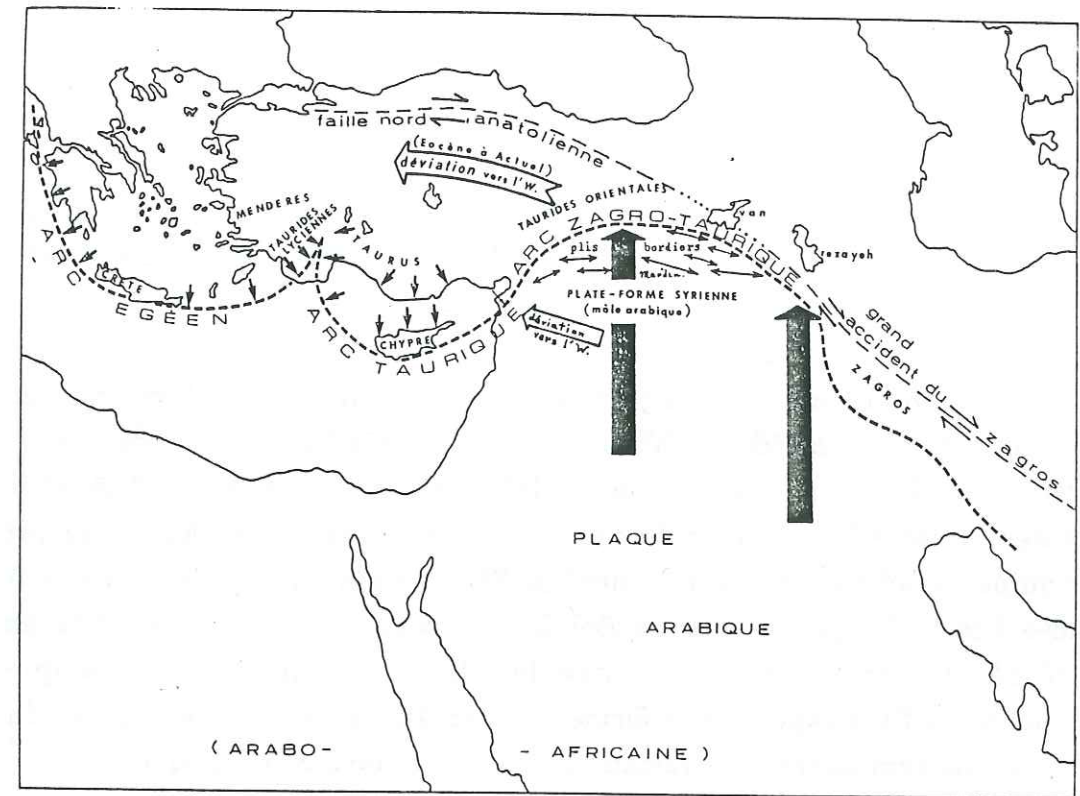 faille nord anatolienne
(Eocène à Actuel)
déviation vers l'W.
MENDERES
TAURIDES
LYCIENNES
TAURUS
TAURIDES ORIENTALES
ARC ZAGRO-TAURIQUE
van
rezayeh
plis bordiers
PLATE-FORME SYRIENNE
(môle arabique)
déviation
vers l'W.
ARC
EGÉEN
CRÈTE
ARC
TAURIQUE
CHYPRE
grand
accident du zagros
ZAGROS
PLAQUE
ARABIQUE
(ARABO- - AFRICAINE)